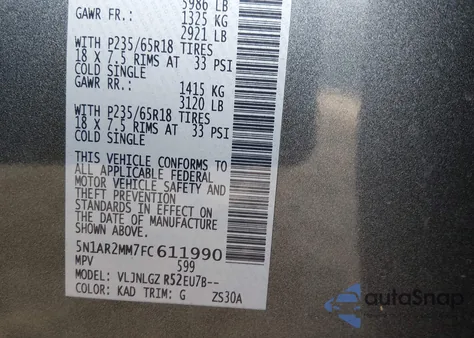 5986 LB
GAWR FR.: 1325 KG
2921 LB
WITH P235/65R18 TIRES
18 X 7.5 RIMS AT 33 PSI
COLD SINGLE
GAWR RR.: 1415 KG
3120 LB
WITH P235/65R18 TIRES
18 X 7.5 RIMS AT 33 PSI
COLD SINGLE
THIS VEHICLE CONFORMS TO
ALL APPLICABLE FEDERAL
MOTOR VEHICLE SAFETY AND
THEFT PREVENTION
STANDARDS IN EFFECT ON
THE DATE OF MANUFACTURE
SHOWN ABOVE.
5N1AR2MM7FC611990
MPV 599
MODEL: VLJNLGZ R52EU7B--
COLOR: KAD TRIM: G ZS30A
autoSnap